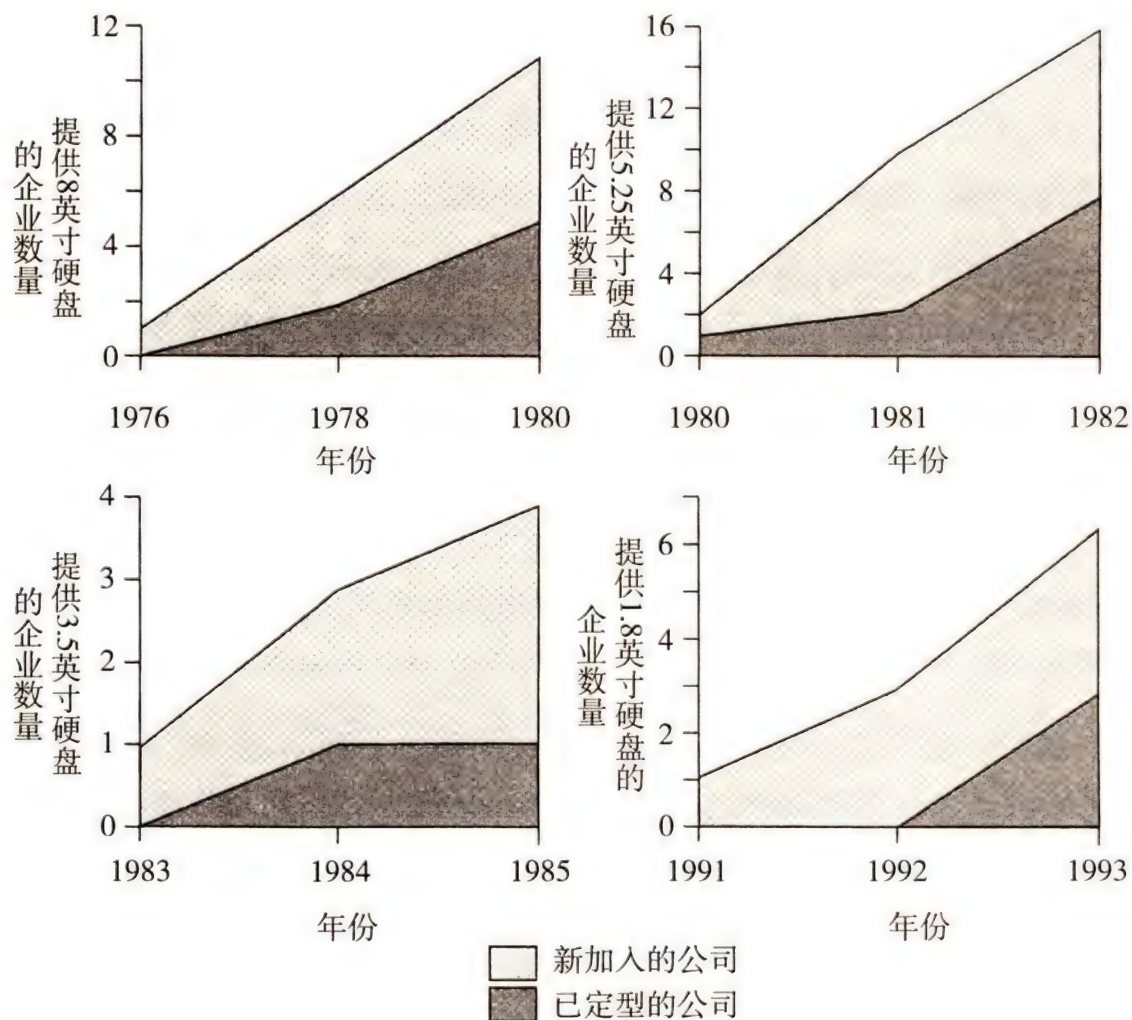 12
8
4
0
提供8英寸硬盘
的企业数量
1976
1978
1980
年份
16
12
8
4
0
提供5.25英寸硬盘
的企业数量
1980
1981
1982
年份
4
3
2
1
0
提供3.5英寸硬盘
的企业数量
1983
1984
1985
年份
6
4
2
0
提供1.8英寸硬盘的
企业数量
1991
1992
1993
年份
新加入的公司
已定型的公司